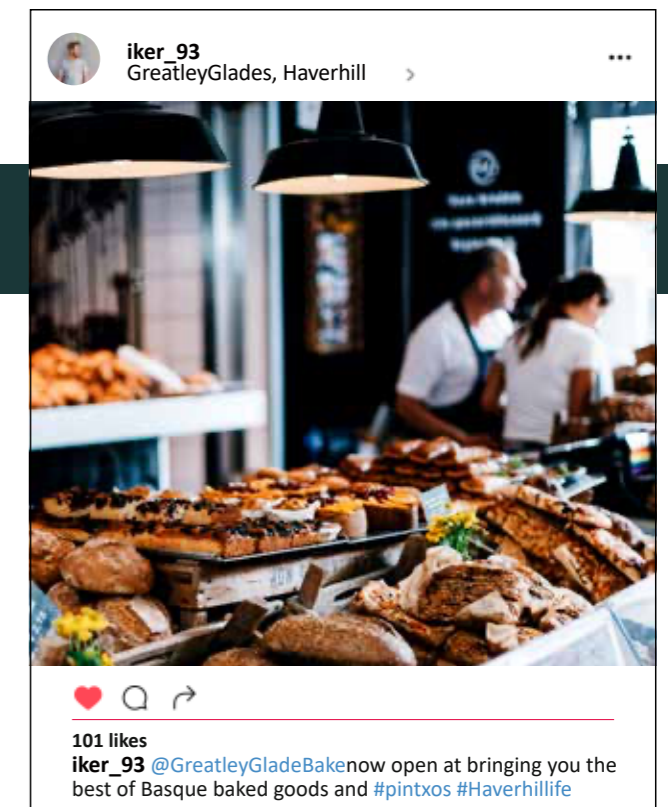 iker_93
GreatleyGlades, Haverhill
101 likes
iker_93 @GreatleyGladeBakenow open at bringing you the
best of Basque baked goods and #pintxos #Haverhillife